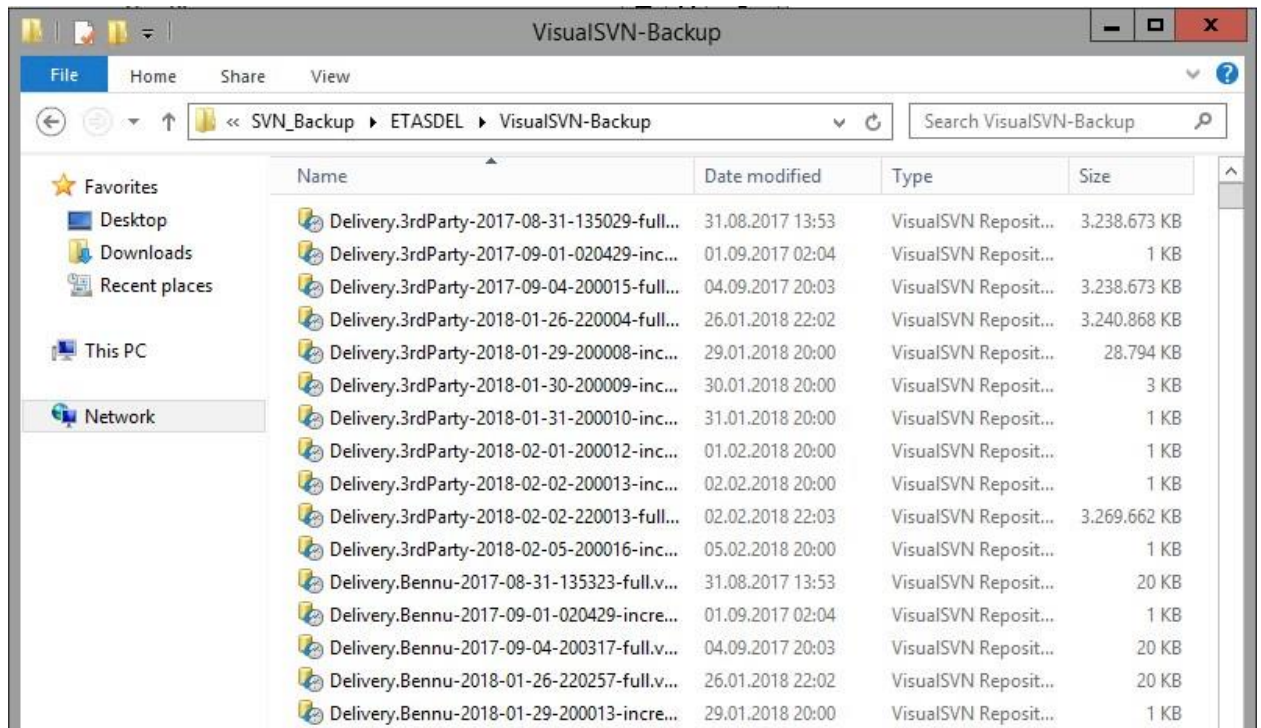 VisualSVN-Backup
File Home Share View
« SVN_Backup ETASDEL VisualSVN-Backup Search VisualSVN-Backup
Favorites
Desktop
Downloads
Recent places
This PC
Network
Name Date modified Type Size
Delivery.3rdParty-2017-08-31-135029-full... 31.08.2017 13:53 VisualSVN Reposit... 3.238.673 KB
Delivery.3rdParty-2017-09-01-020429-inc... 01.09.2017 02:04 VisualSVN Reposit... 1 KB
Delivery.3rdParty-2017-09-04-200015-full... 04.09.2017 20:03 VisualSVN Reposit... 3.238.673 KB
Delivery.3rdParty-2018-01-26-220004-full... 26.01.2018 22:02 VisualSVN Reposit... 3.240.868 KB
Delivery.3rdParty-2018-01-29-200008-inc... 29.01.2018 20:00 VisualSVN Reposit... 28.794 KB
Delivery.3rdParty-2018-01-30-200009-inc... 30.01.2018 20:00 VisualSVN Reposit... 3 KB
Delivery.3rdParty-2018-01-31-200010-inc... 31.01.2018 20:00 VisualSVN Reposit... 1 KB
Delivery.3rdParty-2018-02-01-200012-inc... 01.02.2018 20:00 VisualSVN Reposit... 1 KB
Delivery.3rdParty-2018-02-02-200013-inc... 02.02.2018 20:00 VisualSVN Reposit... 1 KB
Delivery.3rdParty-2018-02-02-220013-full... 02.02.2018 22:03 VisualSVN Reposit... 3.269.662 KB
Delivery.3rdParty-2018-02-05-200016-inc... 05.02.2018 20:00 VisualSVN Reposit... 1 KB
Delivery.Bennu-2017-08-31-135323-full.v... 31.08.2017 13:53 VisualSVN Reposit... 20 KB
Delivery.Bennu-2017-09-01-020429-incre... 01.09.2017 02:04 VisualSVN Reposit... 1 KB
Delivery.Bennu-2017-09-04-200317-full.v... 04.09.2017 20:03 VisualSVN Reposit... 20 KB
Delivery.Bennu-2018-01-26-220257-full.v... 26.01.2018 22:02 VisualSVN Reposit... 20 KB
Delivery.Bennu-2018-01-29-200013-incre... 29.01.2018 20:00 VisualSVN Reposit... 1 KB